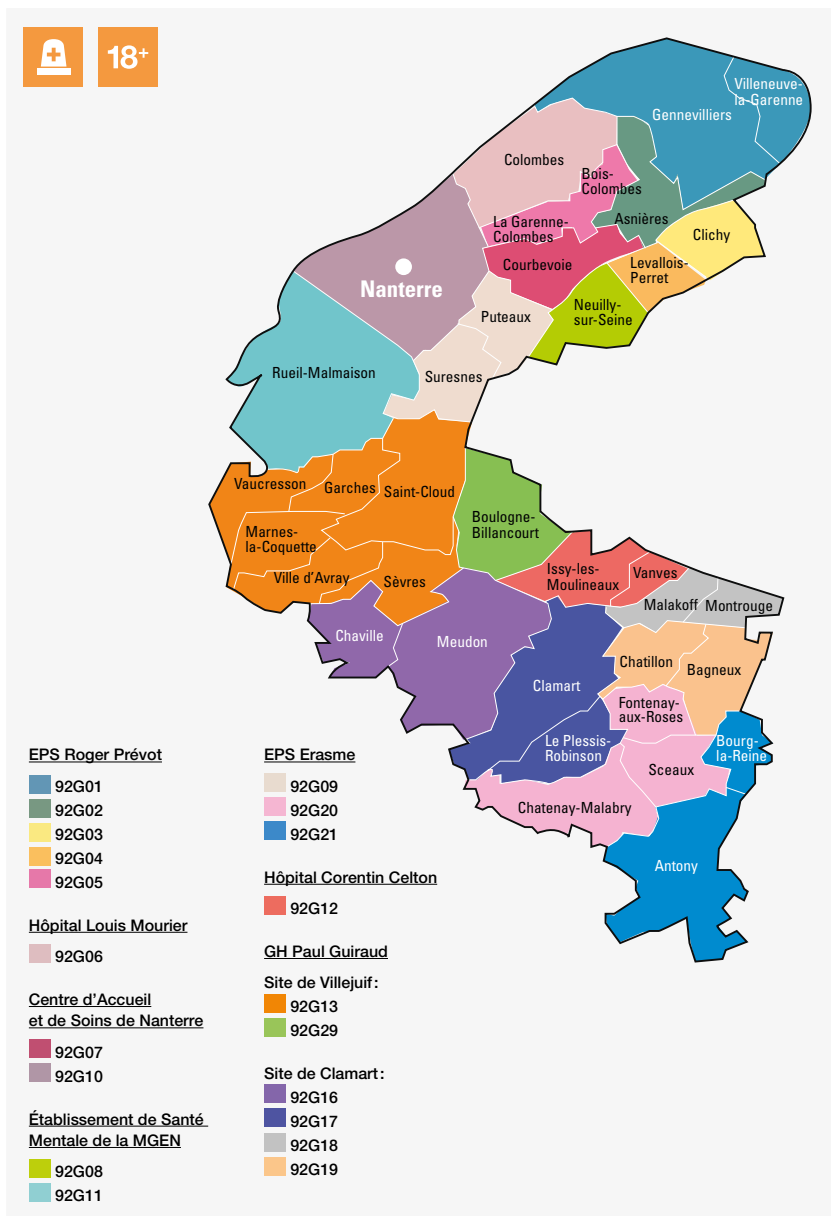 18+
Villeneuve-
la-Garenne
Gennevilliers
Colombes
Bois-
Colombes
La Garenne-
Colombes
Asnières
Clichy
Courbevoie
Levallois-
Perret
Nanterre
Neuilly-
sur-Seine
Puteaux
Rueil-Malmaison
Suresnes
Vaucresson
Garches
Saint-Cloud
Marnes-
la-Coquette
Boulogne-
Billancourt
Ville d'Avray
Sèvres
Issy-les-
Moulineaux
Vanves
Malakoff
Montrouge
Chaville
Meudon
Chatillon
Bagneux
Clamart
Fontenay-
aux-Roses
Le Plessis-
Robinson
Bourg-
la-Reine
Sceaux
Chatenay-Malabry
Antony
EPS Roger Prévot
92G01
92G02
92G03
92G04
92G05
Hôpital Louis Mourier
92G06
Centre d'Accueil
et de Soins de Nanterre
92G07
92G10
Établissement de Santé
Mentale de la MGEN
92G08
92G11
EPS Erasme
92G09
92G20
92G21
Hôpital Corentin Celton
92G12
GH Paul Guiraud
Site de Villejuif :
92G13
92G29
Site de Clamart :
92G16
92G17
92G18
92G19